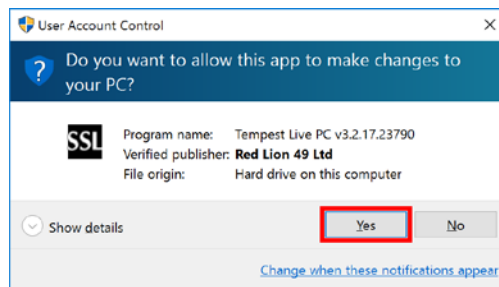 User Account Control
Do you want to allow this app to make changes to
your PC?
SSL
Program name: Tempest Live PC v3.2.17.23790
Verified publisher: Red Lion 49 Ltd
File origin: Hard drive on this computer
Show details Yes No
Change when these notifications appear